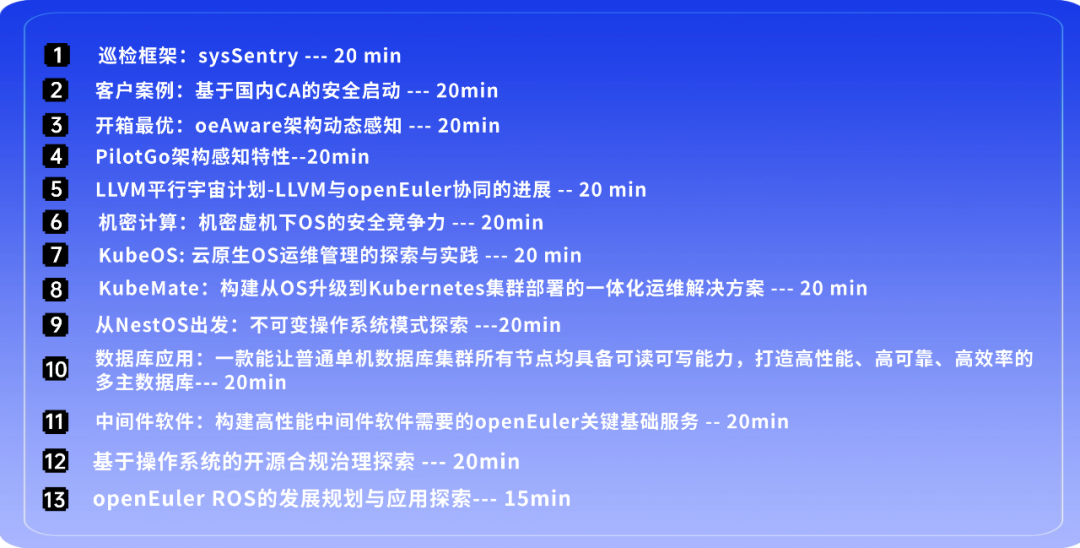 1 巡检框架：sysSentry --- 20 min
2 客户案例：基于国内CA的安全启动 --- 20min
3 开箱最优：oeAware架构动态感知 --- 20min
4 PilotGo架构感知特性--20min
5 LLVM平行宇宙计划-LLVM与openEuler协同的进展 -- 20 min
6 机密计算：机密虚机下OS的安全竞争力 --- 20min
7 KubeOS: 云原生OS运维管理的探索与实践 --- 20 min
8 KubeMate：构建从OS升级到Kubernetes集群部署的一体化运维解决方案 --- 20 min
9 从NestOS出发：不可变操作系统模式探索 ---20min
10 数据库应用：一款能让普通单机数据库集群所有节点均具备可读可写能力，打造高性能、高可靠、高效率的
多主数据库--- 20min
11 中间件软件：构建高性能中间件软件需要的openEuler关键基础服务 -- 20min
12 基于操作系统的开源合规治理探索 --- 20min
13 openEuler ROS的发展规划与应用探索--- 15min